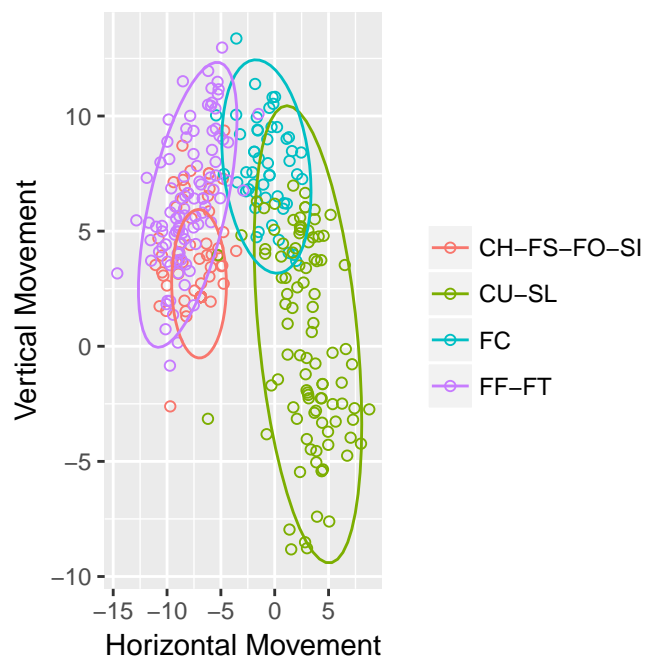 10
5
0
−5
−10
−15 −10 −5 0 5
Vertical Movement
Horizontal Movement
CH−FS−FO−SI
CU−SL
FC
FF−FT